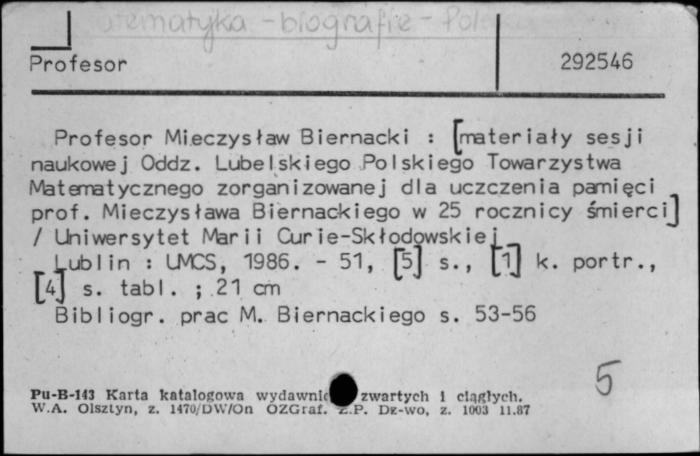 matematyka - biografie - Polska
Profesor
292546
Profesor Mieczysław Biernacki : [materiały sesji
naukowej Oddz. Lubelskiego Polskiego Towarzystwa
Matematycznego zorganizowanej dla uczczenia pamięci
prof. Mieczysława Biernackiego w 25 rocznicy śmierci]
/ Uniwersytet Marii Curie-Skłodowskiej
Lublin : UMCS, 1986. - 51, [5] s., [1] k. portr.,
[4] s. tabl. ; 21 cm
Bibliogr. prac M. Biernackiego s. 53-56
5
Pu-B-143 Karta katalogowa wydawnic zwartych i ciągłych.
W.A. Olsztyn, z. 1470/DW/On OZGraf. Z.P. Dz-wo, z. 1003 11.87